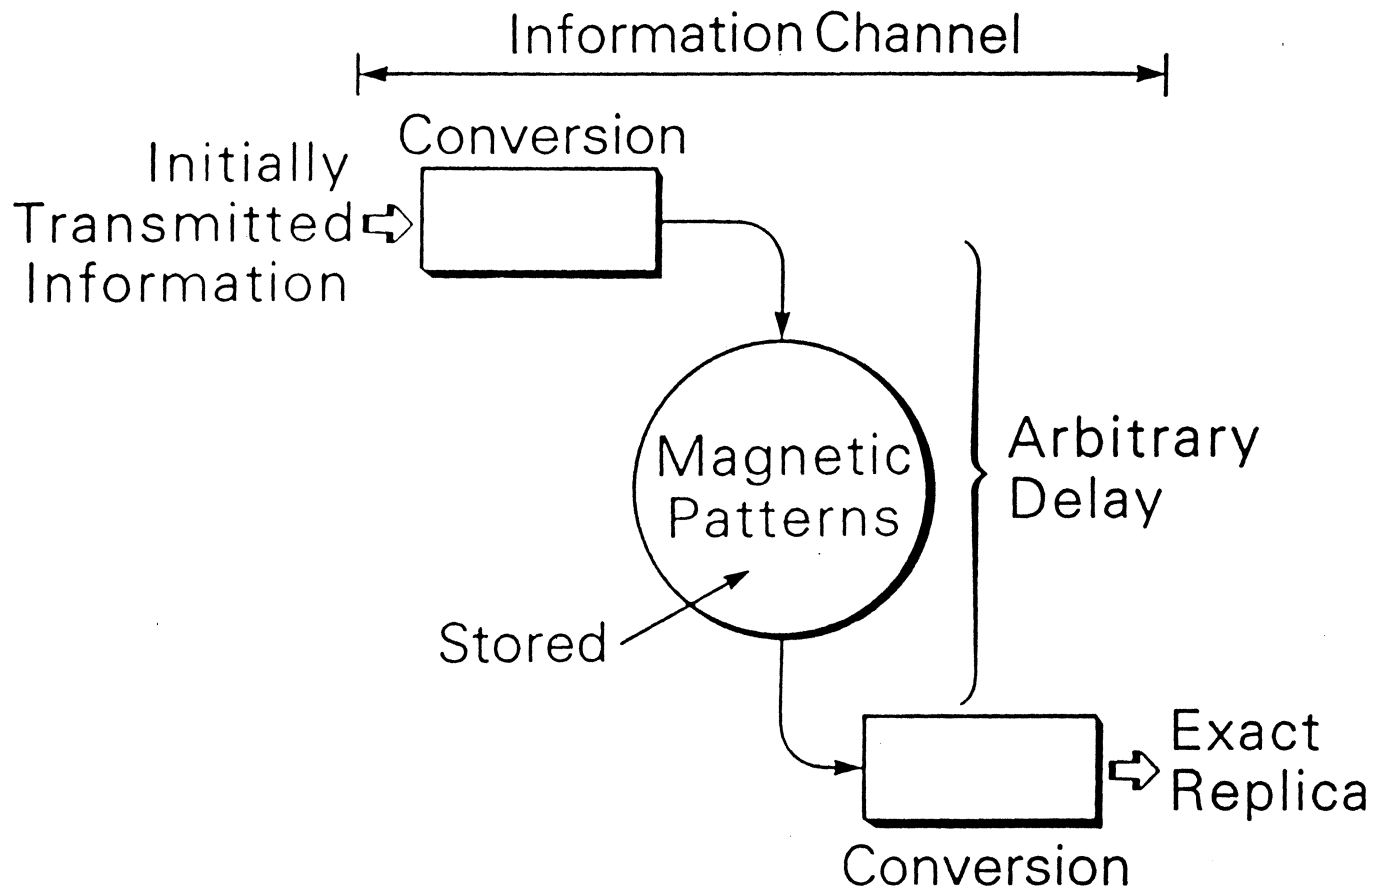 Information Channel
Conversion
Initially
Transmitted
Information
Magnetic
Patterns
Arbitrary
Delay
Stored
Exact
Replica
Conversion